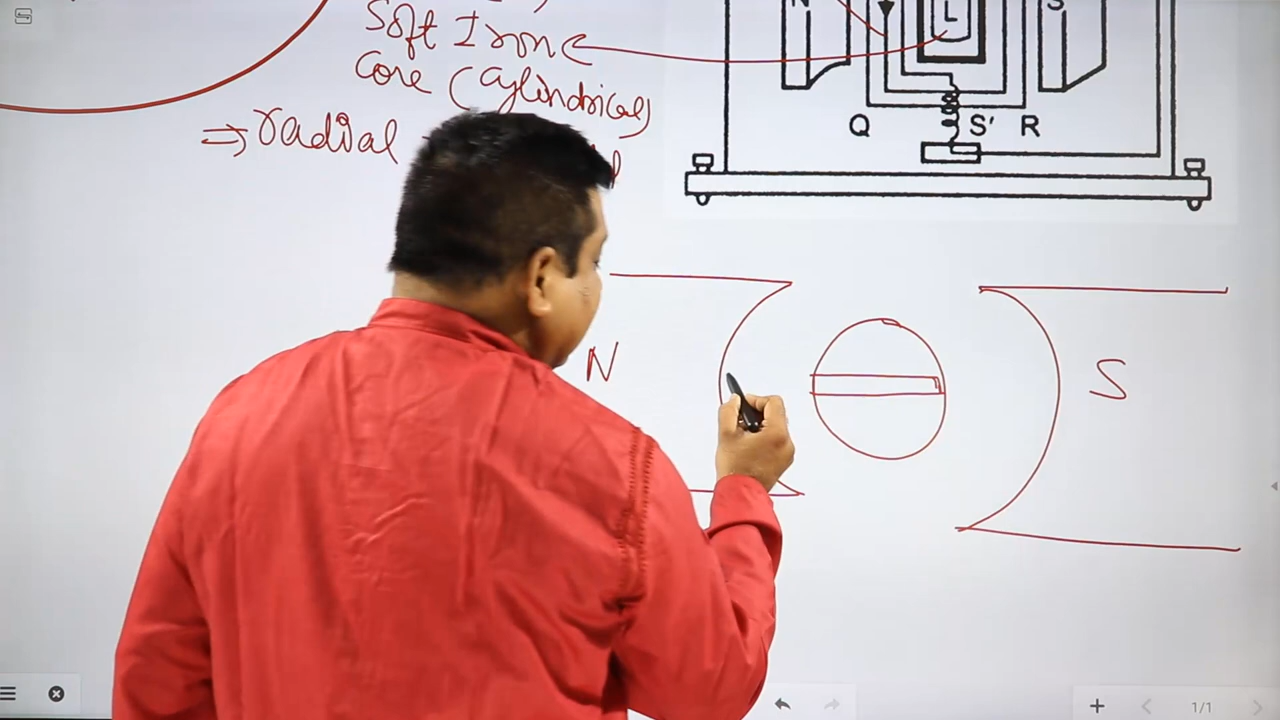 Soft Iron
Core (Cylindrical)
⇒ radial
N
L
S
Q
S'
R
N
S
1/1